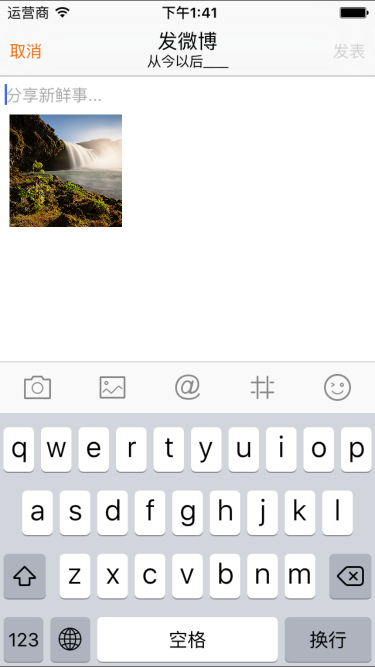 运营商 下午1:41
取消 发微博 发表
从今以后____
分享新鲜事...
@
q w e r t y u i o p
a s d f g h j k l
z x c v b n m
123 空格 换行